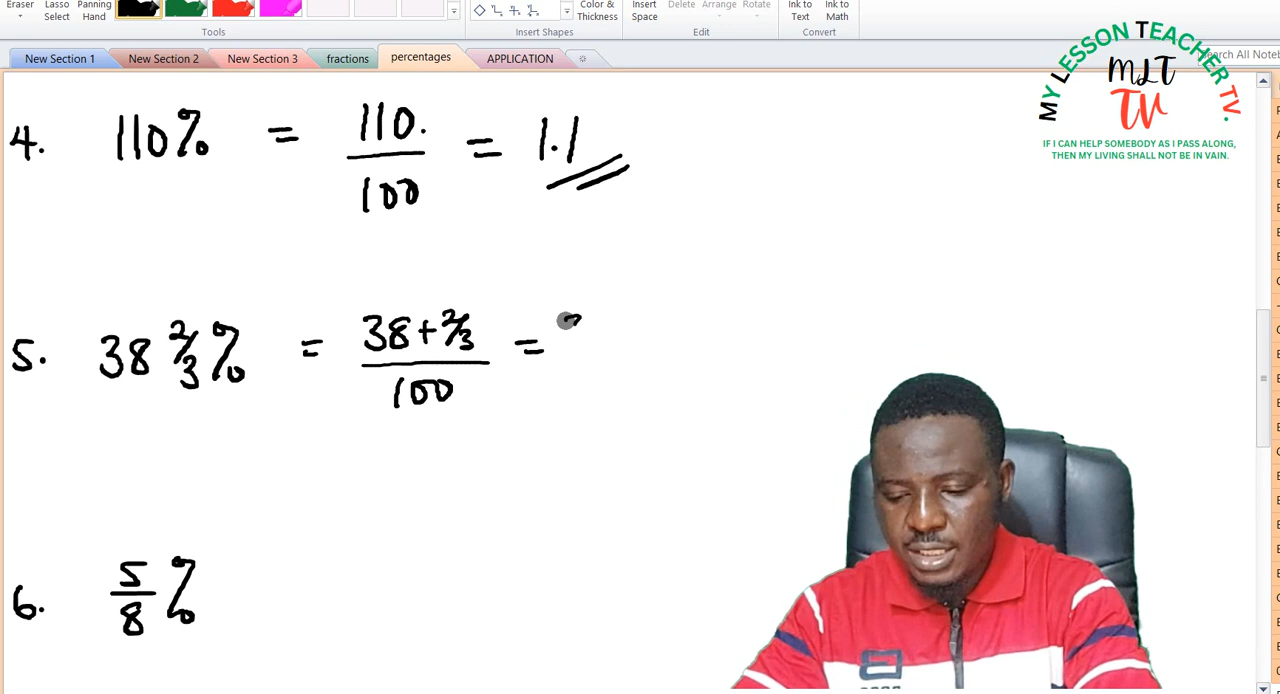 Eraser
Lasso Select
Panning Hand
Color & Thickness
Insert Space
Delete
Arrange
Rotate
Ink to Text
Ink to Math
Tools
Insert Shapes
Edit
Convert
New Section 1
New Section 2
New Section 3
fractions
percentages
APPLICATION
Search All Noteb
MY LESSON TEACHER TV.
MLT
TV
IF I CAN HELP SOMEBODY AS I PASS ALONG,
THEN MY LIVING SHALL NOT BE IN VAIN.
4. 110% = 110. / 100 = 1.1
5. 38 2/3 % = 38 + 2/3 / 100 =
6. 5/8 %